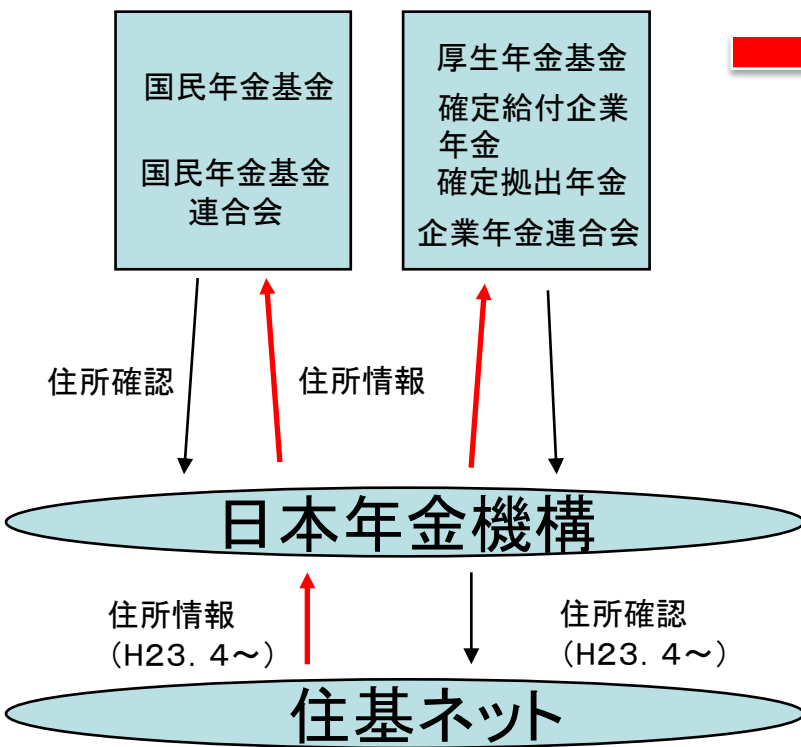 国民年金基金
国民年金基金
連合会
厚生年金基金
確定給付企業
年金
確定拠出年金
企業年金連合会
住所確認
住所情報
日本年金機構
住所情報
（H23．4～）
住所確認
（H23．4～）
住基ネット